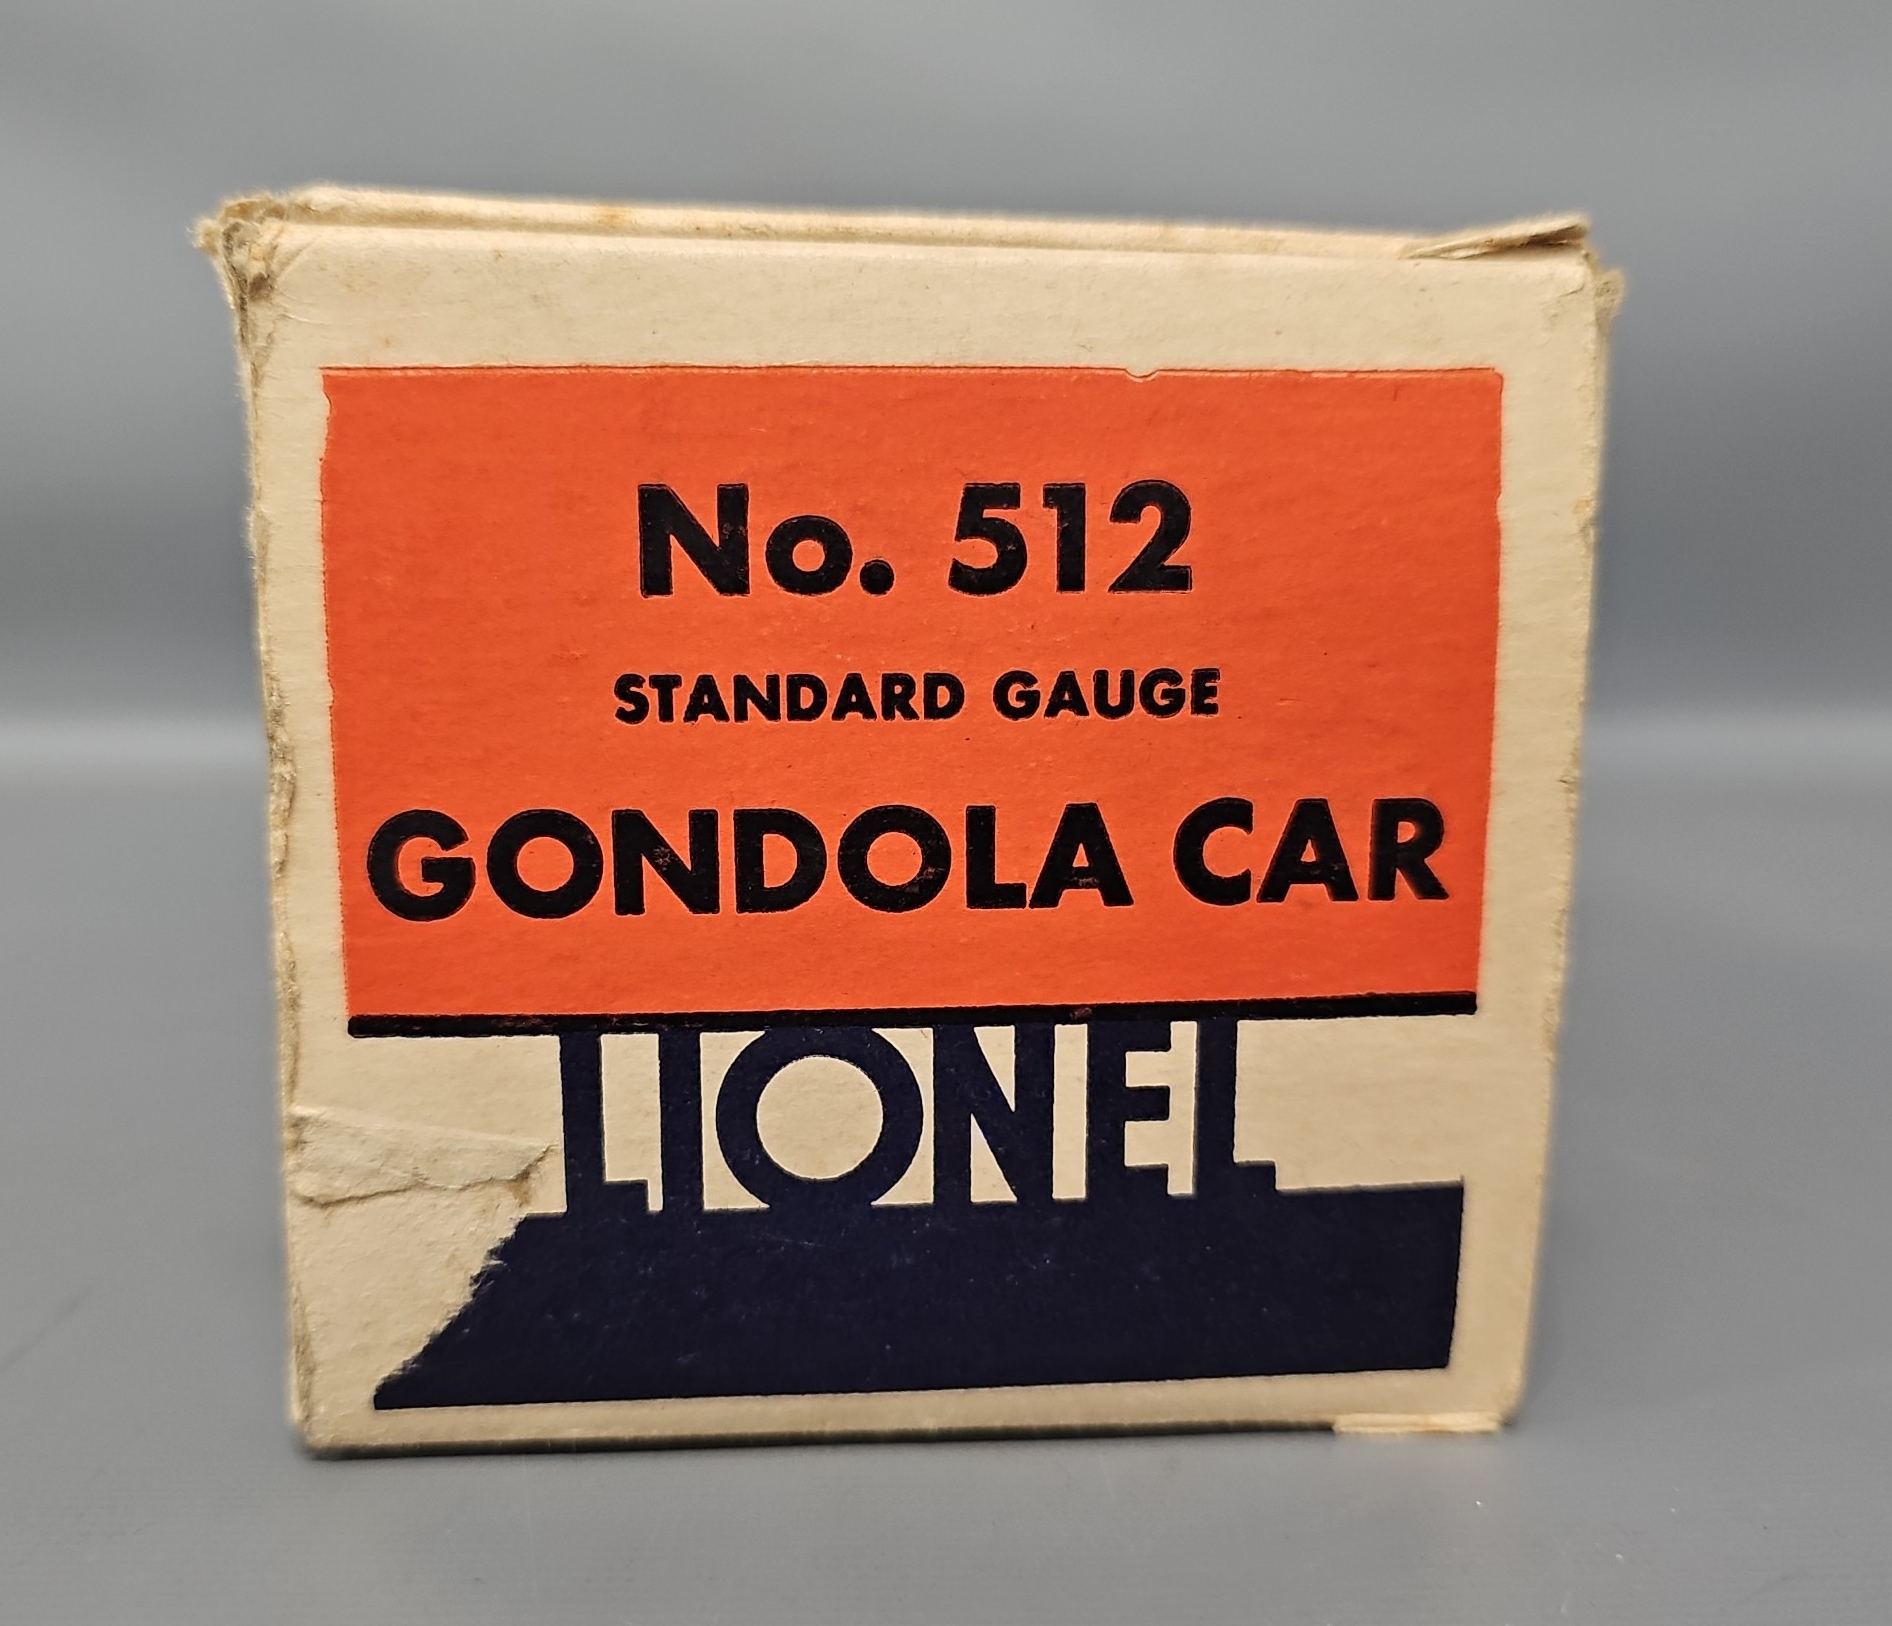 No. 512
STANDARD GAUGE
GONDOLA CAR
LIONEL